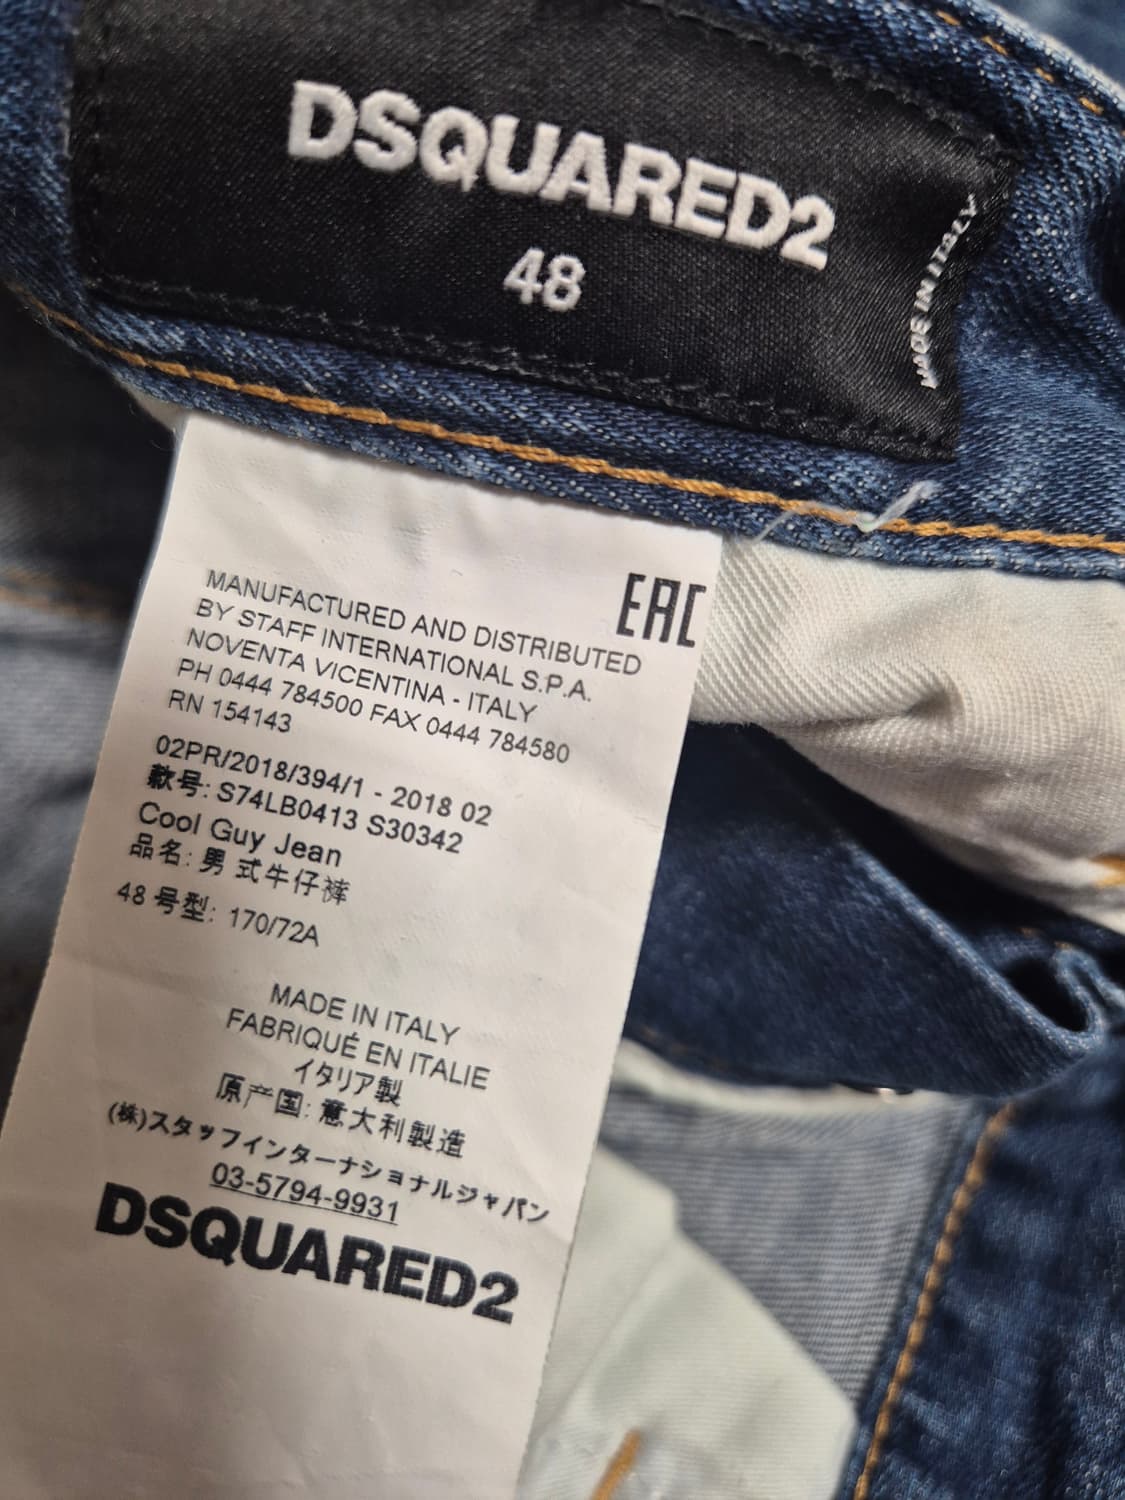 DSQUARED2
48
MADE IN ITALY
EAC
MANUFACTURED AND DISTRIBUTED
BY STAFF INTERNATIONAL S.P.A.
NOVENTA VICENTINA - ITALY
PH 0444 784500 FAX 0444 784580
RN 154143
02PR/2018/394/1 - 2018 02
款号: S74LB0413 S30342
Cool Guy Jean
品名: 男式牛仔裤
48 号型: 170/72A
MADE IN ITALY
FABRIQUÉ EN ITALIE
イタリア製
原产国: 意大利製造
(株)スタッフインターナショナルジャパン
03-5794-9931
DSQUARED2